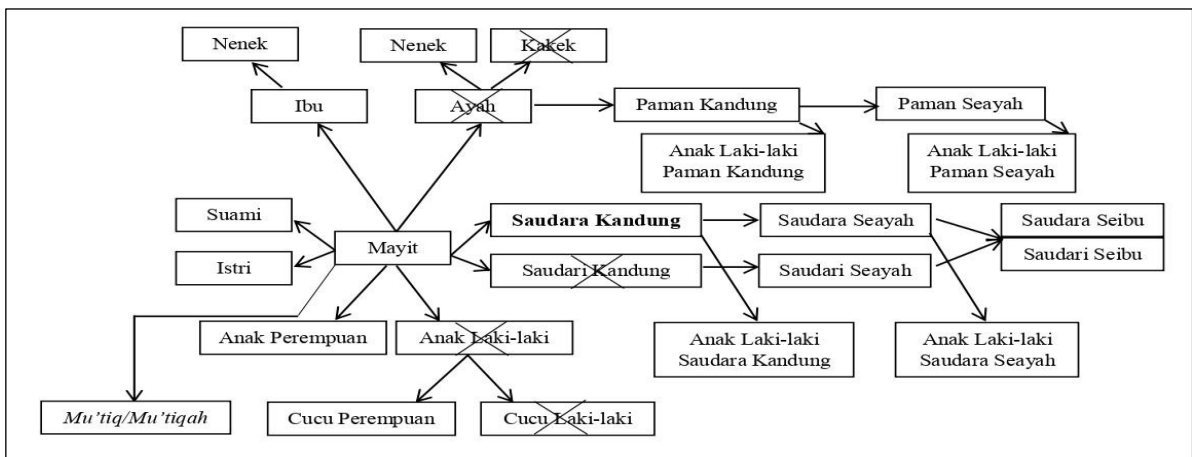 Nenek
Nenek
Kakek
Ibu
Ayah
Paman Kandung
Paman Seayah
Anak Laki-laki
Paman Kandung
Anak Laki-laki
Paman Seayah
Suami
Saudara Kandung
Saudara Seayah
Saudara Seibu
Mayit
Istri
Saudari Kandung
Saudari Seayah
Saudari Seibu
Anak Perempuan
Anak Laki-laki
Anak Laki-laki
Saudara Kandung
Anak Laki-laki
Saudara Seayah
Mu’tiq/Mu’tiqah
Cucu Perempuan
Cucu Laki-laki